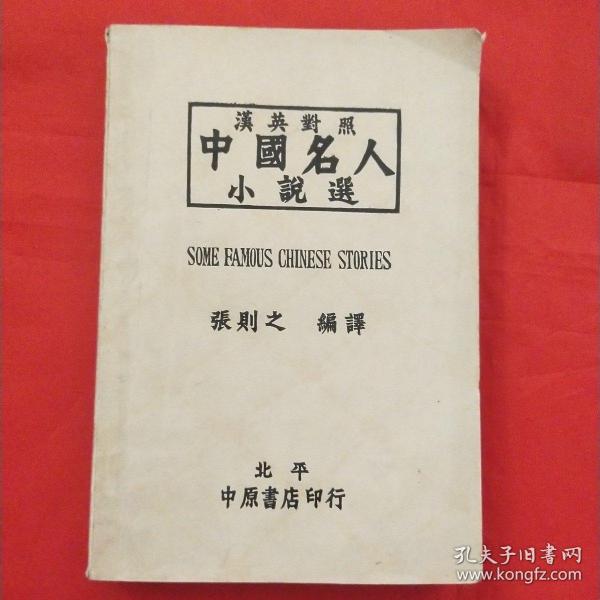 漢英對照
中國名人
小說選
SOME FAMOUS CHINESE STORIES
張則之 編譯
北平
中原書店印行
孔夫子旧书网
www.kongfz.com